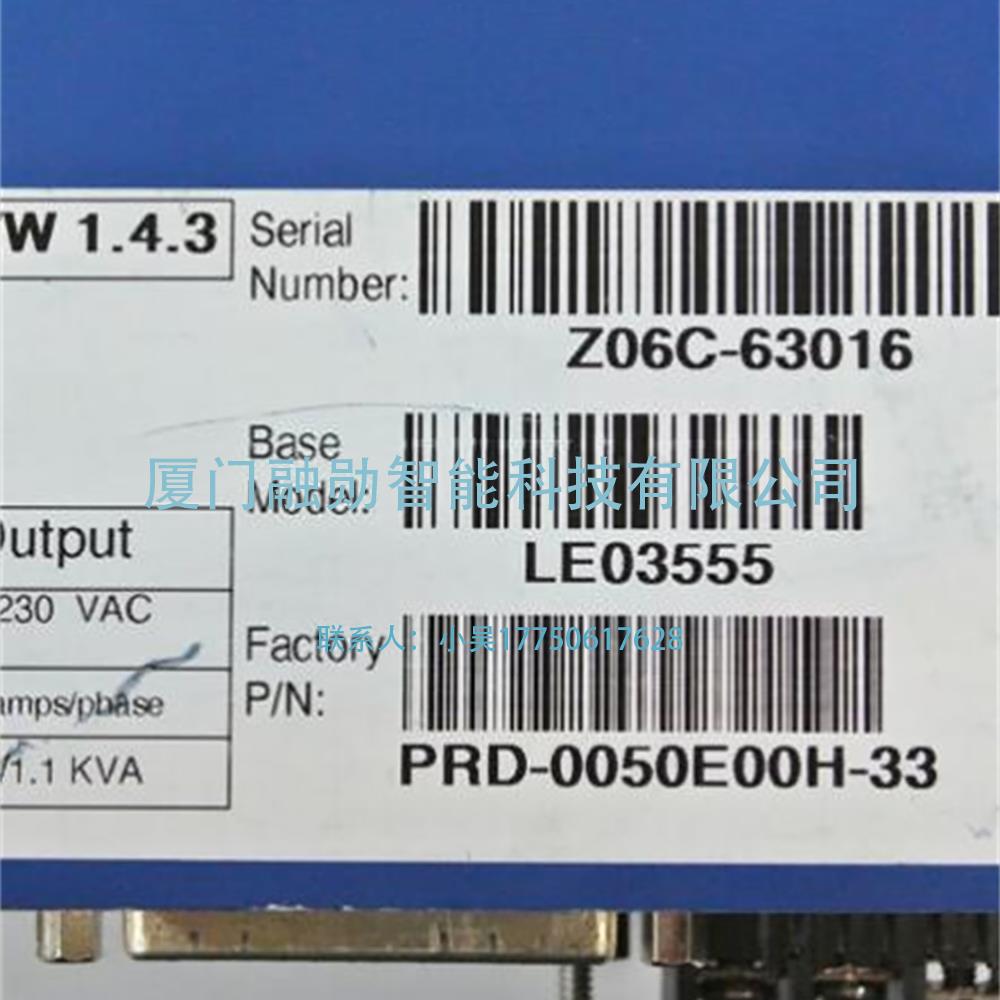 W 1.4.3
Serial
Number:
Z06C-63016
Base
Model:
厦门融勋智能科技有限公司
LE03555
Output
230 VAC
Factory
联系人: 小吴17750617628
P/N:
amps/phase
/1.1 KVA
PRD-0050E00H-33